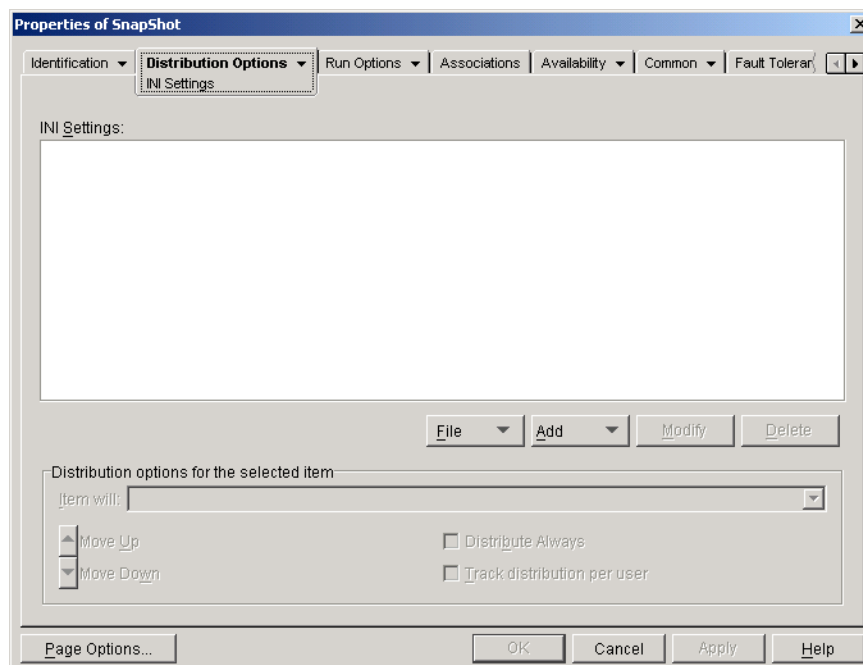 Properties of SnapShot
Identification
Distribution Options
Run Options
Associations
Availability
Common
Fault Toleran
INI Settings
INI Settings:
File
Add
Modify
Delete
Distribution options for the selected item
Item will:
Move Up
Distribute Always
Move Down
Track distribution per user
Page Options...
OK
Cancel
Apply
Help